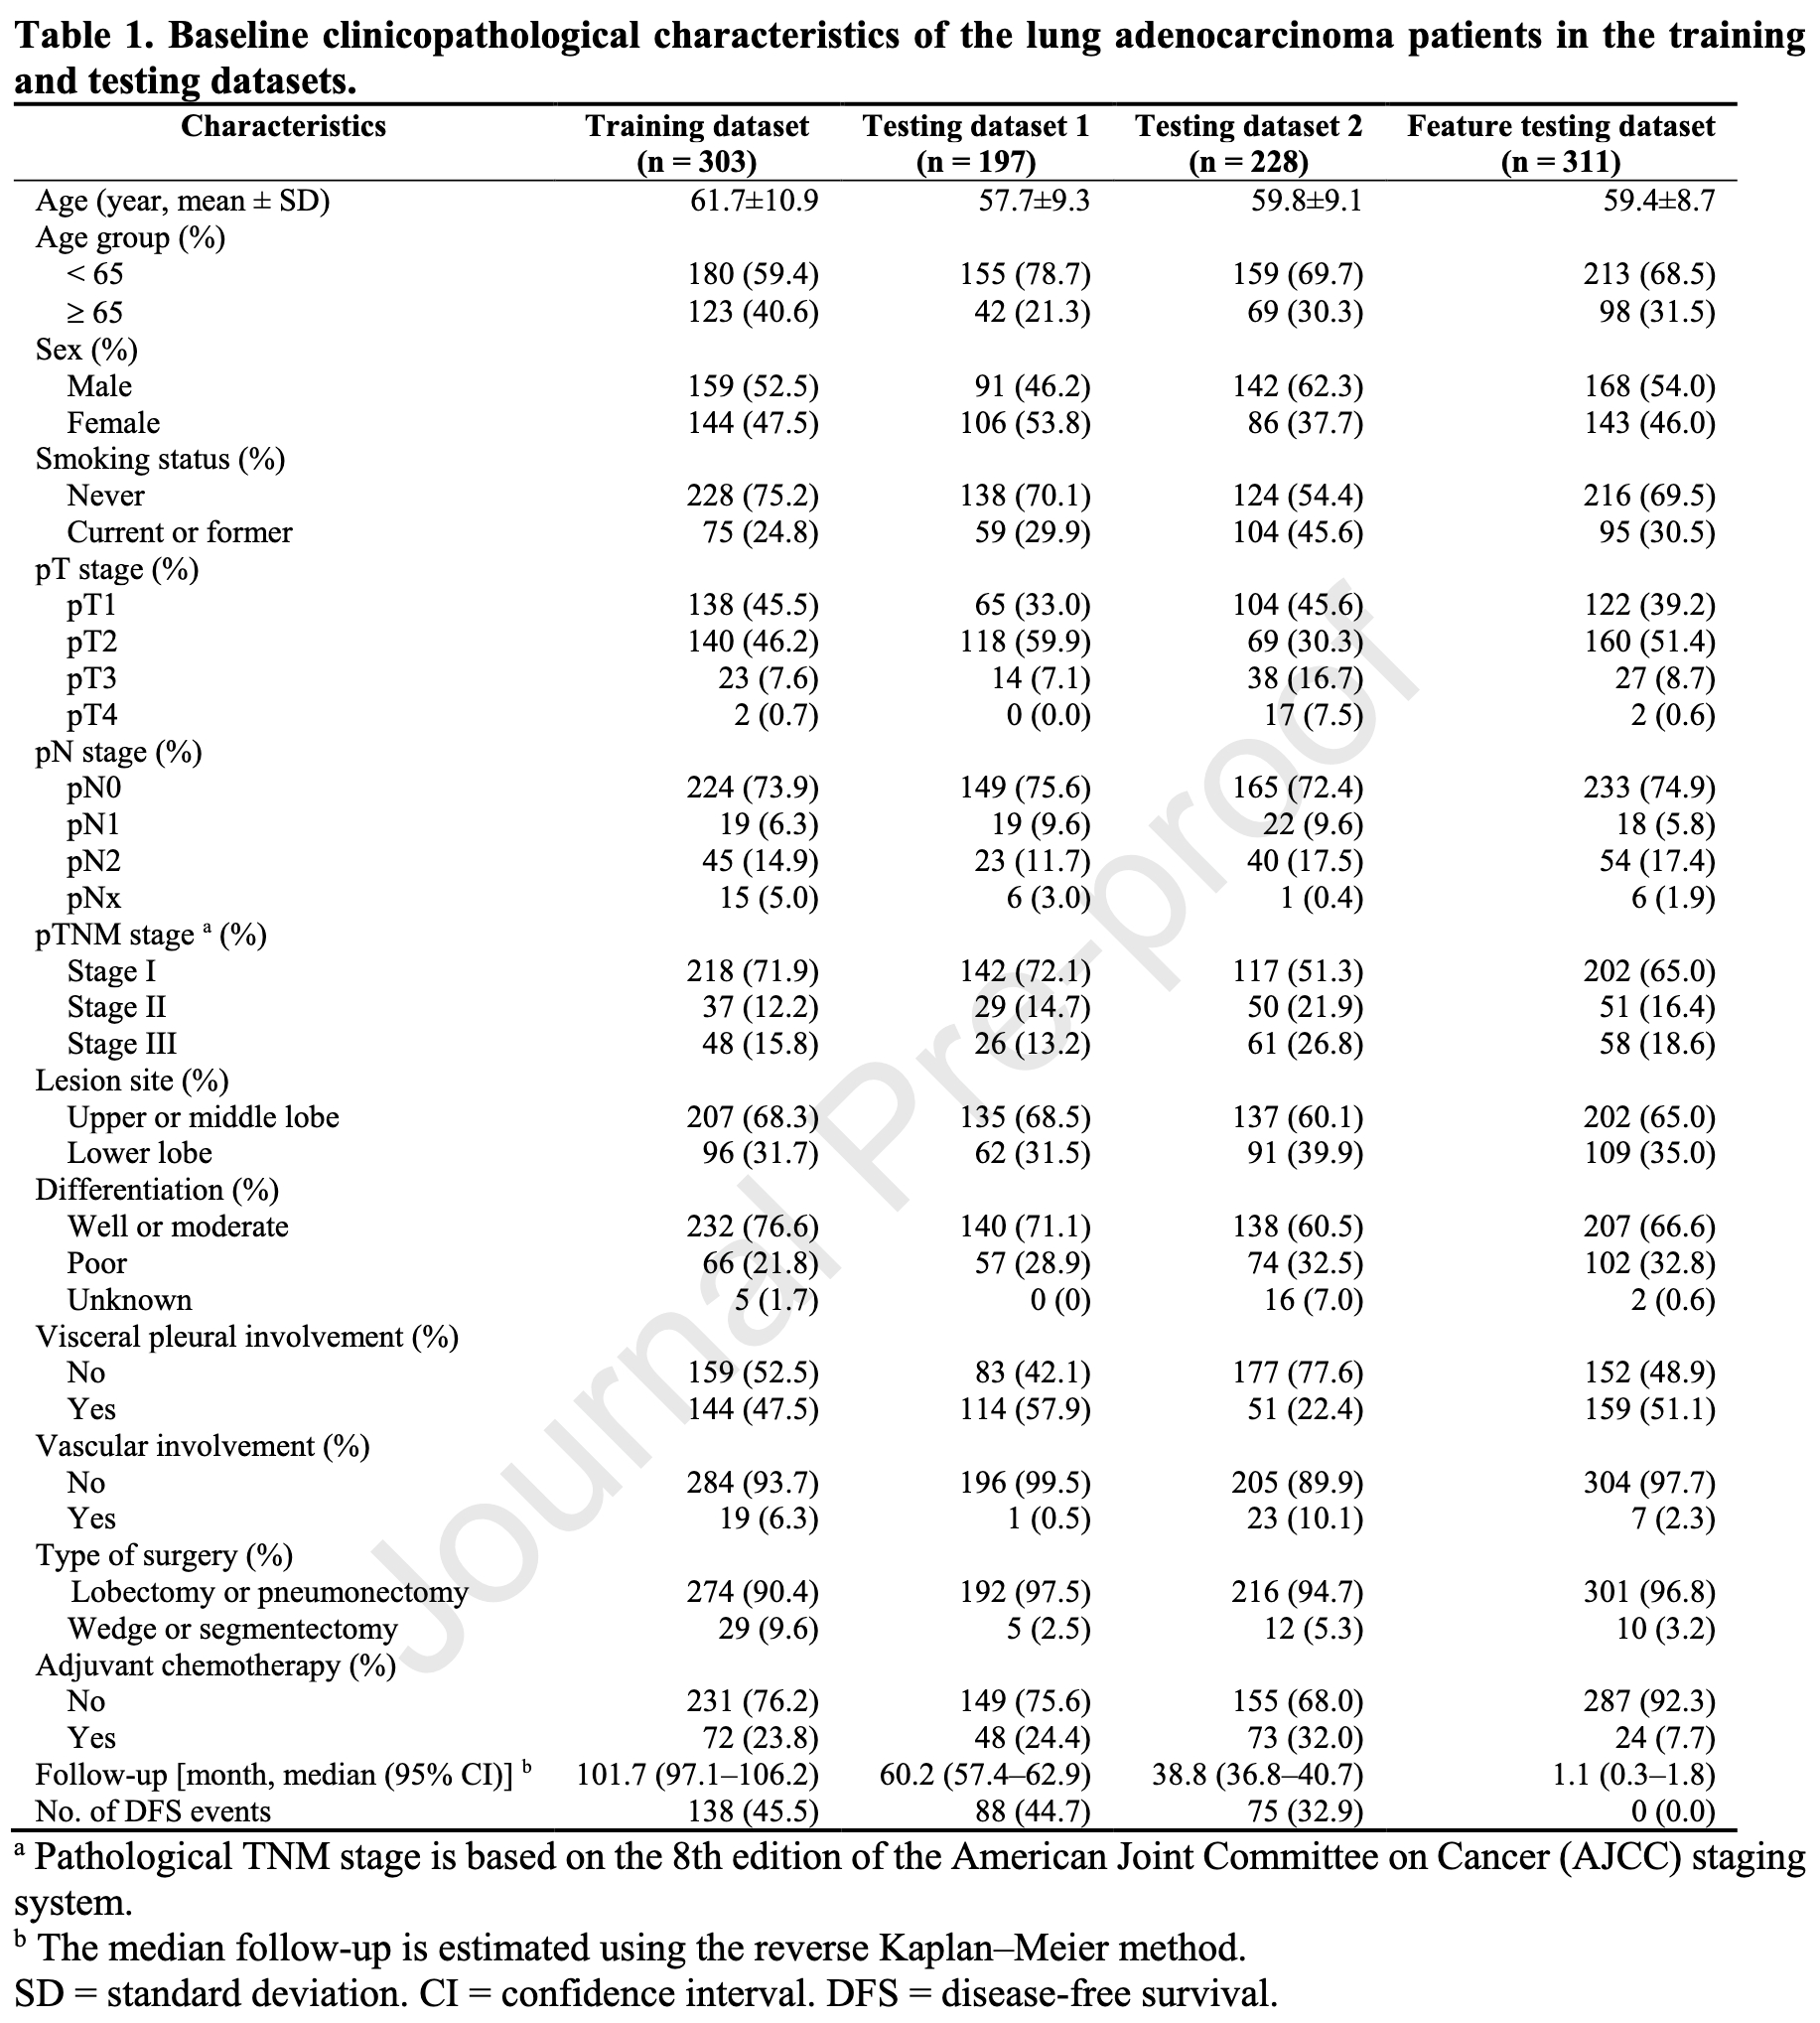 Table 1. Baseline clinicopathological characteristics of the lung adenocarcinoma patients in the training
and testing datasets.
Characteristics Training dataset Testing dataset 1 Testing dataset 2 Feature testing dataset
(n = 303) (n = 197) (n = 228) (n = 311)
Age (year, mean ± SD) 61.7±10.9 57.7±9.3 59.8±9.1 59.4±8.7
Age group (%)
< 65 180 (59.4) 155 (78.7) 159 (69.7) 213 (68.5)
≥ 65 123 (40.6) 42 (21.3) 69 (30.3) 98 (31.5)
Sex (%)
Male 159 (52.5) 91 (46.2) 142 (62.3) 168 (54.0)
Female 144 (47.5) 106 (53.8) 86 (37.7) 143 (46.0)
Smoking status (%)
Never 228 (75.2) 138 (70.1) 124 (54.4) 216 (69.5)
Current or former 75 (24.8) 59 (29.9) 104 (45.6) 95 (30.5)
pT stage (%)
pT1 138 (45.5) 65 (33.0) 104 (45.6) 122 (39.2)
pT2 140 (46.2) 118 (59.9) 69 (30.3) 160 (51.4)
pT3 23 (7.6) 14 (7.1) 38 (16.7) 27 (8.7)
pT4 2 (0.7) 0 (0.0) 17 (7.5) 2 (0.6)
pN stage (%)
pN0 224 (73.9) 149 (75.6) 165 (72.4) 233 (74.9)
pN1 19 (6.3) 19 (9.6) 22 (9.6) 18 (5.8)
pN2 45 (14.9) 23 (11.7) 40 (17.5) 54 (17.4)
pNx 15 (5.0) 6 (3.0) 1 (0.4) 6 (1.9)
pTNM stage a (%)
Stage I 218 (71.9) 142 (72.1) 117 (51.3) 202 (65.0)
Stage II 37 (12.2) 29 (14.7) 50 (21.9) 51 (16.4)
Stage III 48 (15.8) 26 (13.2) 61 (26.8) 58 (18.6)
Lesion site (%)
Upper or middle lobe 207 (68.3) 135 (68.5) 137 (60.1) 202 (65.0)
Lower lobe 96 (31.7) 62 (31.5) 91 (39.9) 109 (35.0)
Differentiation (%)
Well or moderate 232 (76.6) 140 (71.1) 138 (60.5) 207 (66.6)
Poor 66 (21.8) 57 (28.9) 74 (32.5) 102 (32.8)
Unknown 5 (1.7) 0 (0) 16 (7.0) 2 (0.6)
Visceral pleural involvement (%)
No 159 (52.5) 83 (42.1) 177 (77.6) 152 (48.9)
Yes 144 (47.5) 114 (57.9) 51 (22.4) 159 (51.1)
Vascular involvement (%)
No 284 (93.7) 196 (99.5) 205 (89.9) 304 (97.7)
Yes 19 (6.3) 1 (0.5) 23 (10.1) 7 (2.3)
Type of surgery (%)
Lobectomy or pneumonectomy 274 (90.4) 192 (97.5) 216 (94.7) 301 (96.8)
Wedge or segmentectomy 29 (9.6) 5 (2.5) 12 (5.3) 10 (3.2)
Adjuvant chemotherapy (%)
No 231 (76.2) 149 (75.6) 155 (68.0) 287 (92.3)
Yes 72 (23.8) 48 (24.4) 73 (32.0) 24 (7.7)
Follow-up [month, median (95% CI)] b 101.7 (97.1–106.2) 60.2 (57.4–62.9) 38.8 (36.8–40.7) 1.1 (0.3–1.8)
No. of DFS events 138 (45.5) 88 (44.7) 75 (32.9) 0 (0.0)
a Pathological TNM stage is based on the 8th edition of the American Joint Committee on Cancer (AJCC) staging
system.
b The median follow-up is estimated using the reverse Kaplan–Meier method.
SD = standard deviation. CI = confidence interval. DFS = disease-free survival.
Journal Pre-proof